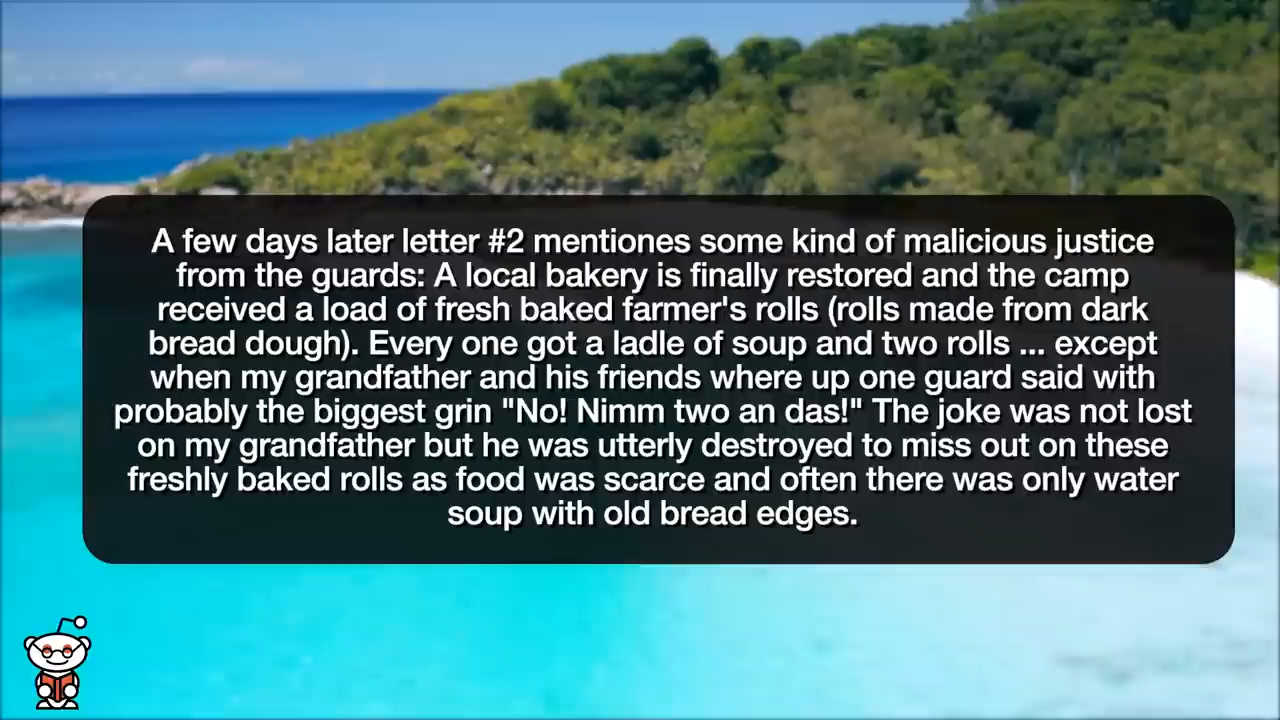 A few days later letter #2 mentiones some kind of malicious justice
from the guards: A local bakery is finally restored and the camp
received a load of fresh baked farmer's rolls (rolls made from dark
bread dough). Every one got a ladle of soup and two rolls ... except
when my grandfather and his friends where up one guard said with
probably the biggest grin "No! Nimm two an das!" The joke was not lost
on my grandfather but he was utterly destroyed to miss out on these
freshly baked rolls as food was scarce and often there was only water
soup with old bread edges.